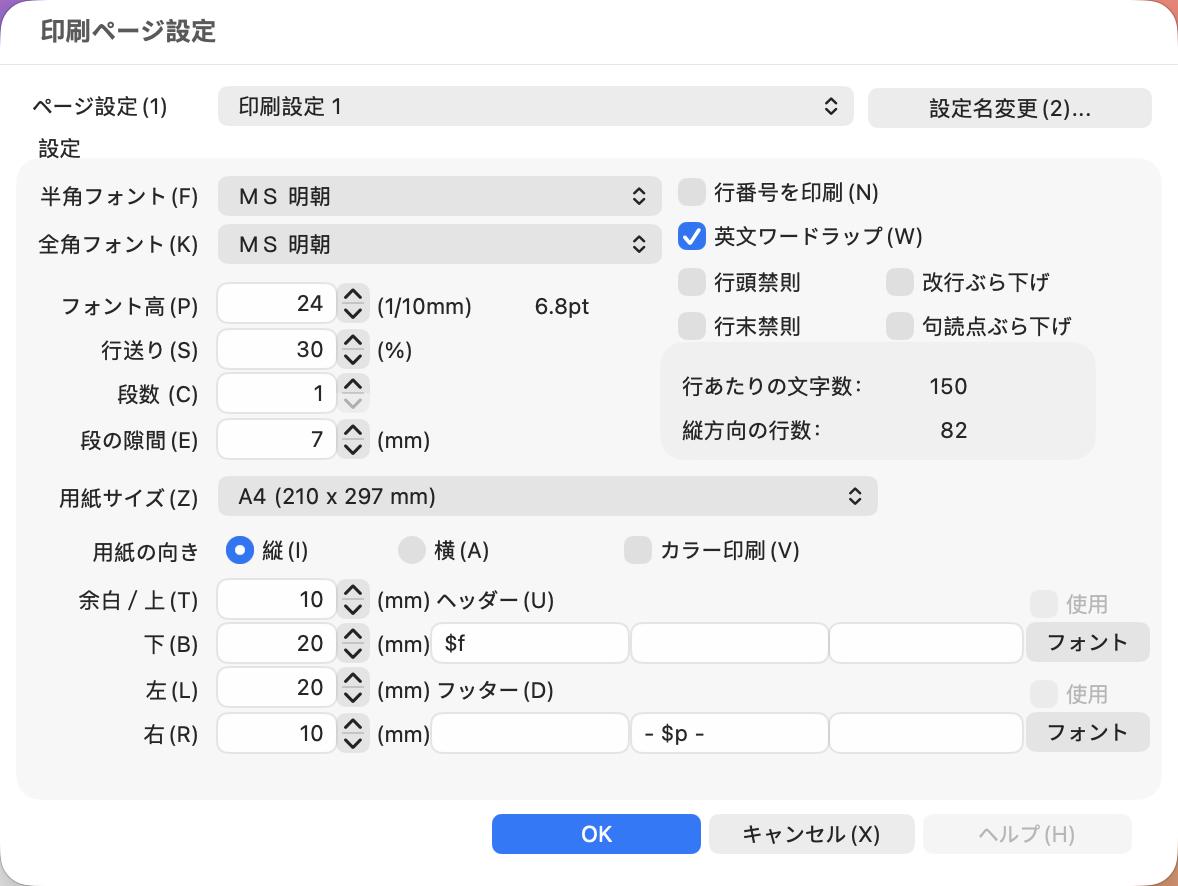 印刷ページ設定
ページ設定(1) 印刷設定 1 設定名変更(2)...
設定
半角フォント(F) ＭＳ 明朝 行番号を印刷(N)
全角フォント(K) ＭＳ 明朝 英文ワードラップ(W)
行頭禁則 改行ぶら下げ
フォント高(P) 24 (1/10mm) 6.8pt
行末禁則 句読点ぶら下げ
行送り(S) 30 (%)
行あたりの文字数: 150
段数 (C) 1
縦方向の行数: 82
段の隙間(E) 7 (mm)
用紙サイズ(Z) A4 (210 x 297 mm)
用紙の向き 縦(I) 横(A) カラー印刷(V)
余白 / 上(T) 10 (mm) ヘッダー(U) 使用
下(B) 20 (mm) $f フォント
左(L) 20 (mm) フッター(D) 使用
右(R) 10 (mm) - $p - フォント
OK キャンセル(X) ヘルプ(H)